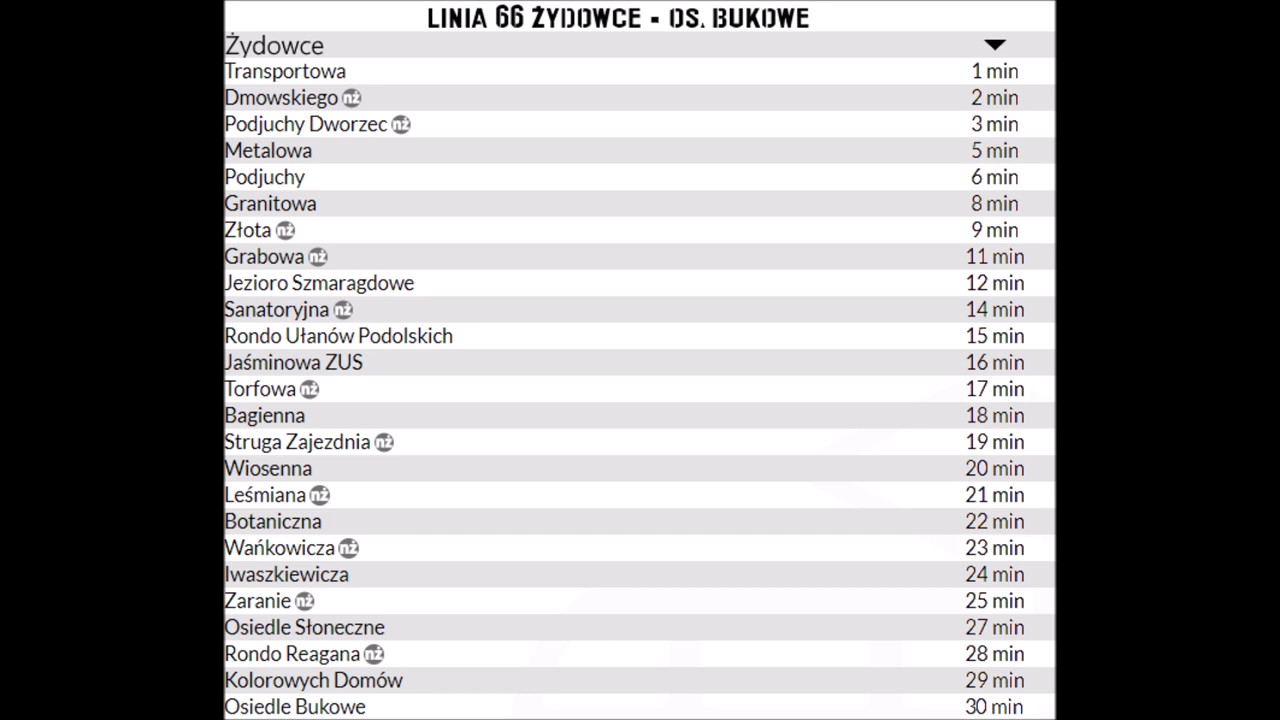 LINIA 66 ŻYDOWCE - OS. BUKOWE
Żydowce
Transportowa 1 min
Dmowskiego nż 2 min
Podjuchy Dworzec nż 3 min
Metalowa 5 min
Podjuchy 6 min
Granitowa 8 min
Złota nż 9 min
Grabowa nż 11 min
Jezioro Szmaragdowe 12 min
Sanatoryjna nż 14 min
Rondo Ułanów Podolskich 15 min
Jaśminowa ZUS 16 min
Torfowa nż 17 min
Bagienna 18 min
Struga Zajezdnia nż 19 min
Wiosenna 20 min
Leśmiana nż 21 min
Botaniczna 22 min
Wańkowicza nż 23 min
Iwaszkiewicza 24 min
Zaranie nż 25 min
Osiedle Słoneczne 27 min
Rondo Reagana nż 28 min
Kolorowych Domów 29 min
Osiedle Bukowe 30 min